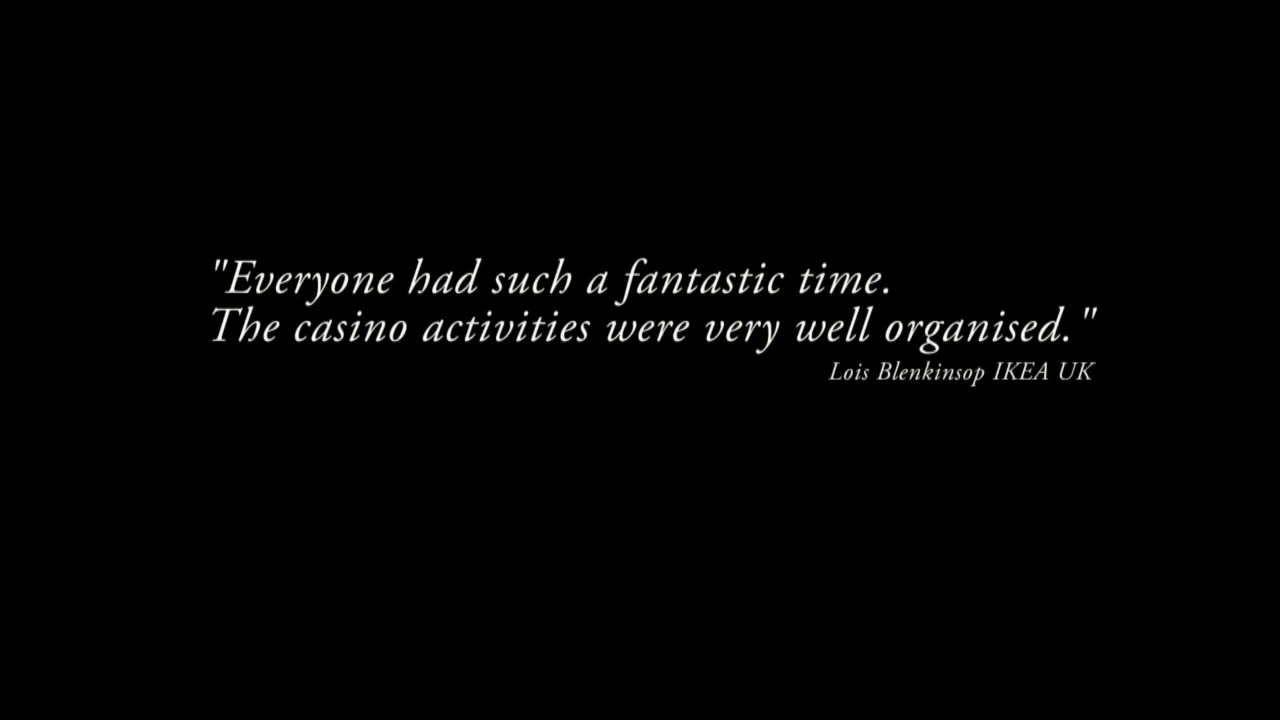 "Everyone had such a fantastic time.
The casino activities were very well organised."
Lois Blenkinsop IKEA UK